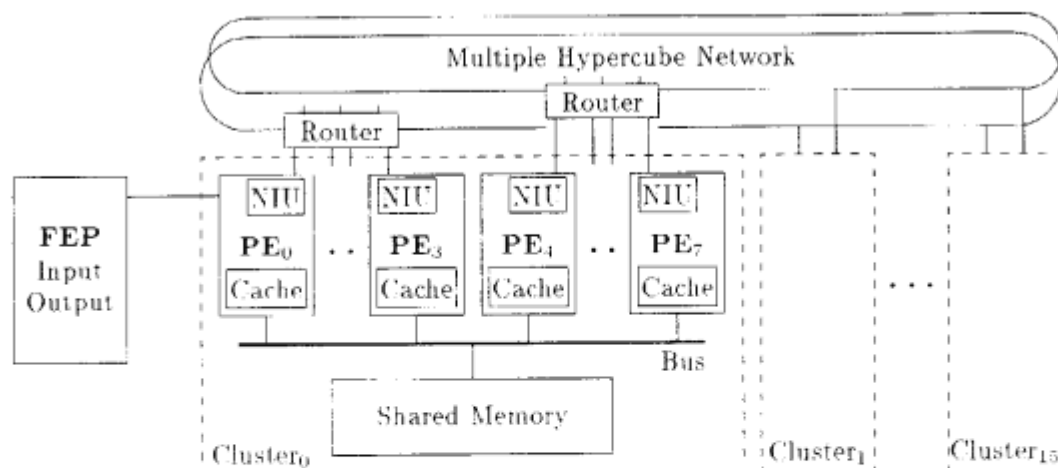 Multiple Hypercube Network
Router
Router
FEP
Input
Output
NIU
PE₀
Cache
. .
NIU
PE₃
Cache
NIU
PE₄
Cache
. .
NIU
PE₇
Cache
. . .
Bus
Shared Memory
Cluster₀
Cluster₁
Cluster₁₅